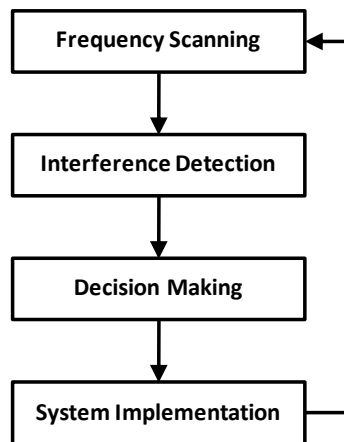 Frequency Scanning
Interference Detection
Decision Making
System Implementation